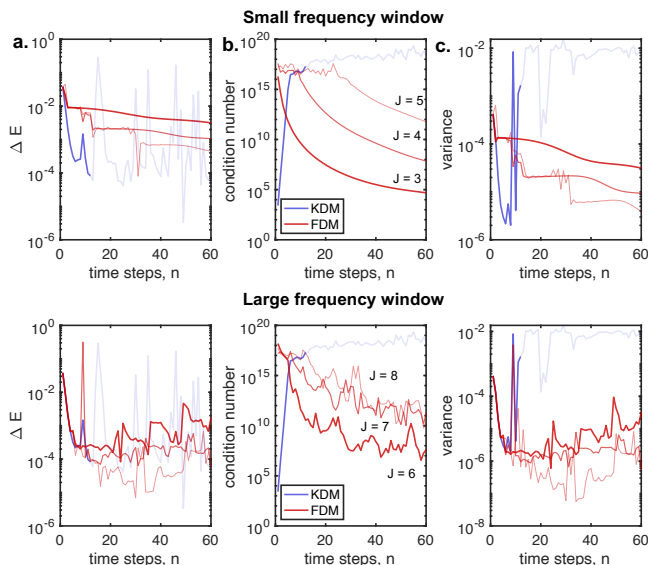 Small frequency window
a.
b.
c.
10^0
10^-2
10^-4
10^-6
Δ E
0
20
40
60
time steps, n
10^20
10^15
10^10
10^5
10^0
condition number
J = 5
J = 4
J = 3
KDM
FDM
0
20
40
60
time steps, n
10^-2
10^-4
10^-6
variance
0
20
40
60
time steps, n
Large frequency window
10^0
10^-2
10^-4
10^-6
Δ E
0
20
40
60
time steps, n
10^20
10^15
10^10
10^5
10^0
condition number
J = 8
J = 7
J = 6
KDM
FDM
0
20
40
60
time steps, n
10^-2
10^-4
10^-6
10^-8
variance
0
20
40
60
time steps, n